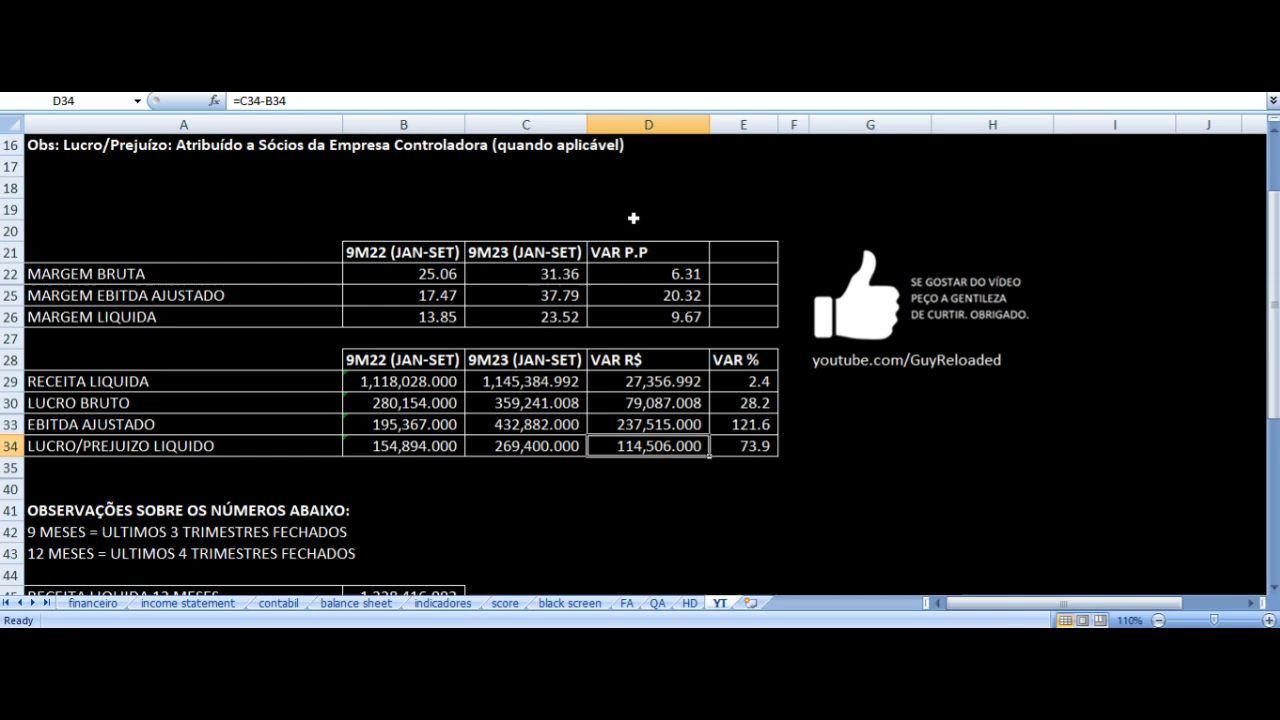 D34 fx =C34-B34
A B C D E F G H I J
16 Obs: Lucro/Prejuízo: Atribuído a Sócios da Empresa Controladora (quando aplicável)
17
18
19
20
21 9M22 (JAN-SET) 9M23 (JAN-SET) VAR P.P
22 MARGEM BRUTA 25.06 31.36 6.31
25 MARGEM EBITDA AJUSTADO 17.47 37.79 20.32
26 MARGEM LIQUIDA 13.85 23.52 9.67
SE GOSTAR DO VÍDEO
PEÇO A GENTILEZA
DE CURTIR. OBRIGADO.
youtube.com/GuyReloaded
27
28 9M22 (JAN-SET) 9M23 (JAN-SET) VAR R$ VAR %
29 RECEITA LIQUIDA 1,118,028.000 1,145,384.992 27,356.992 2.4
30 LUCRO BRUTO 280,154.000 359,241.008 79,087.008 28.2
33 EBITDA AJUSTADO 195,367.000 432,882.000 237,515.000 121.6
34 LUCRO/PREJUIZO LIQUIDO 154,894.000 269,400.000 114,506.000 73.9
35
40
41 OBSERVAÇÕES SOBRE OS NÚMEROS ABAIXO:
42 9 MESES = ULTIMOS 3 TRIMESTRES FECHADOS
43 12 MESES = ULTIMOS 4 TRIMESTRES FECHADOS
44
RECEITA LIQUIDA 12 MESES
financeiro income statement contabil balance sheet indicadores score black screen FA QA HD YT
Ready 110%